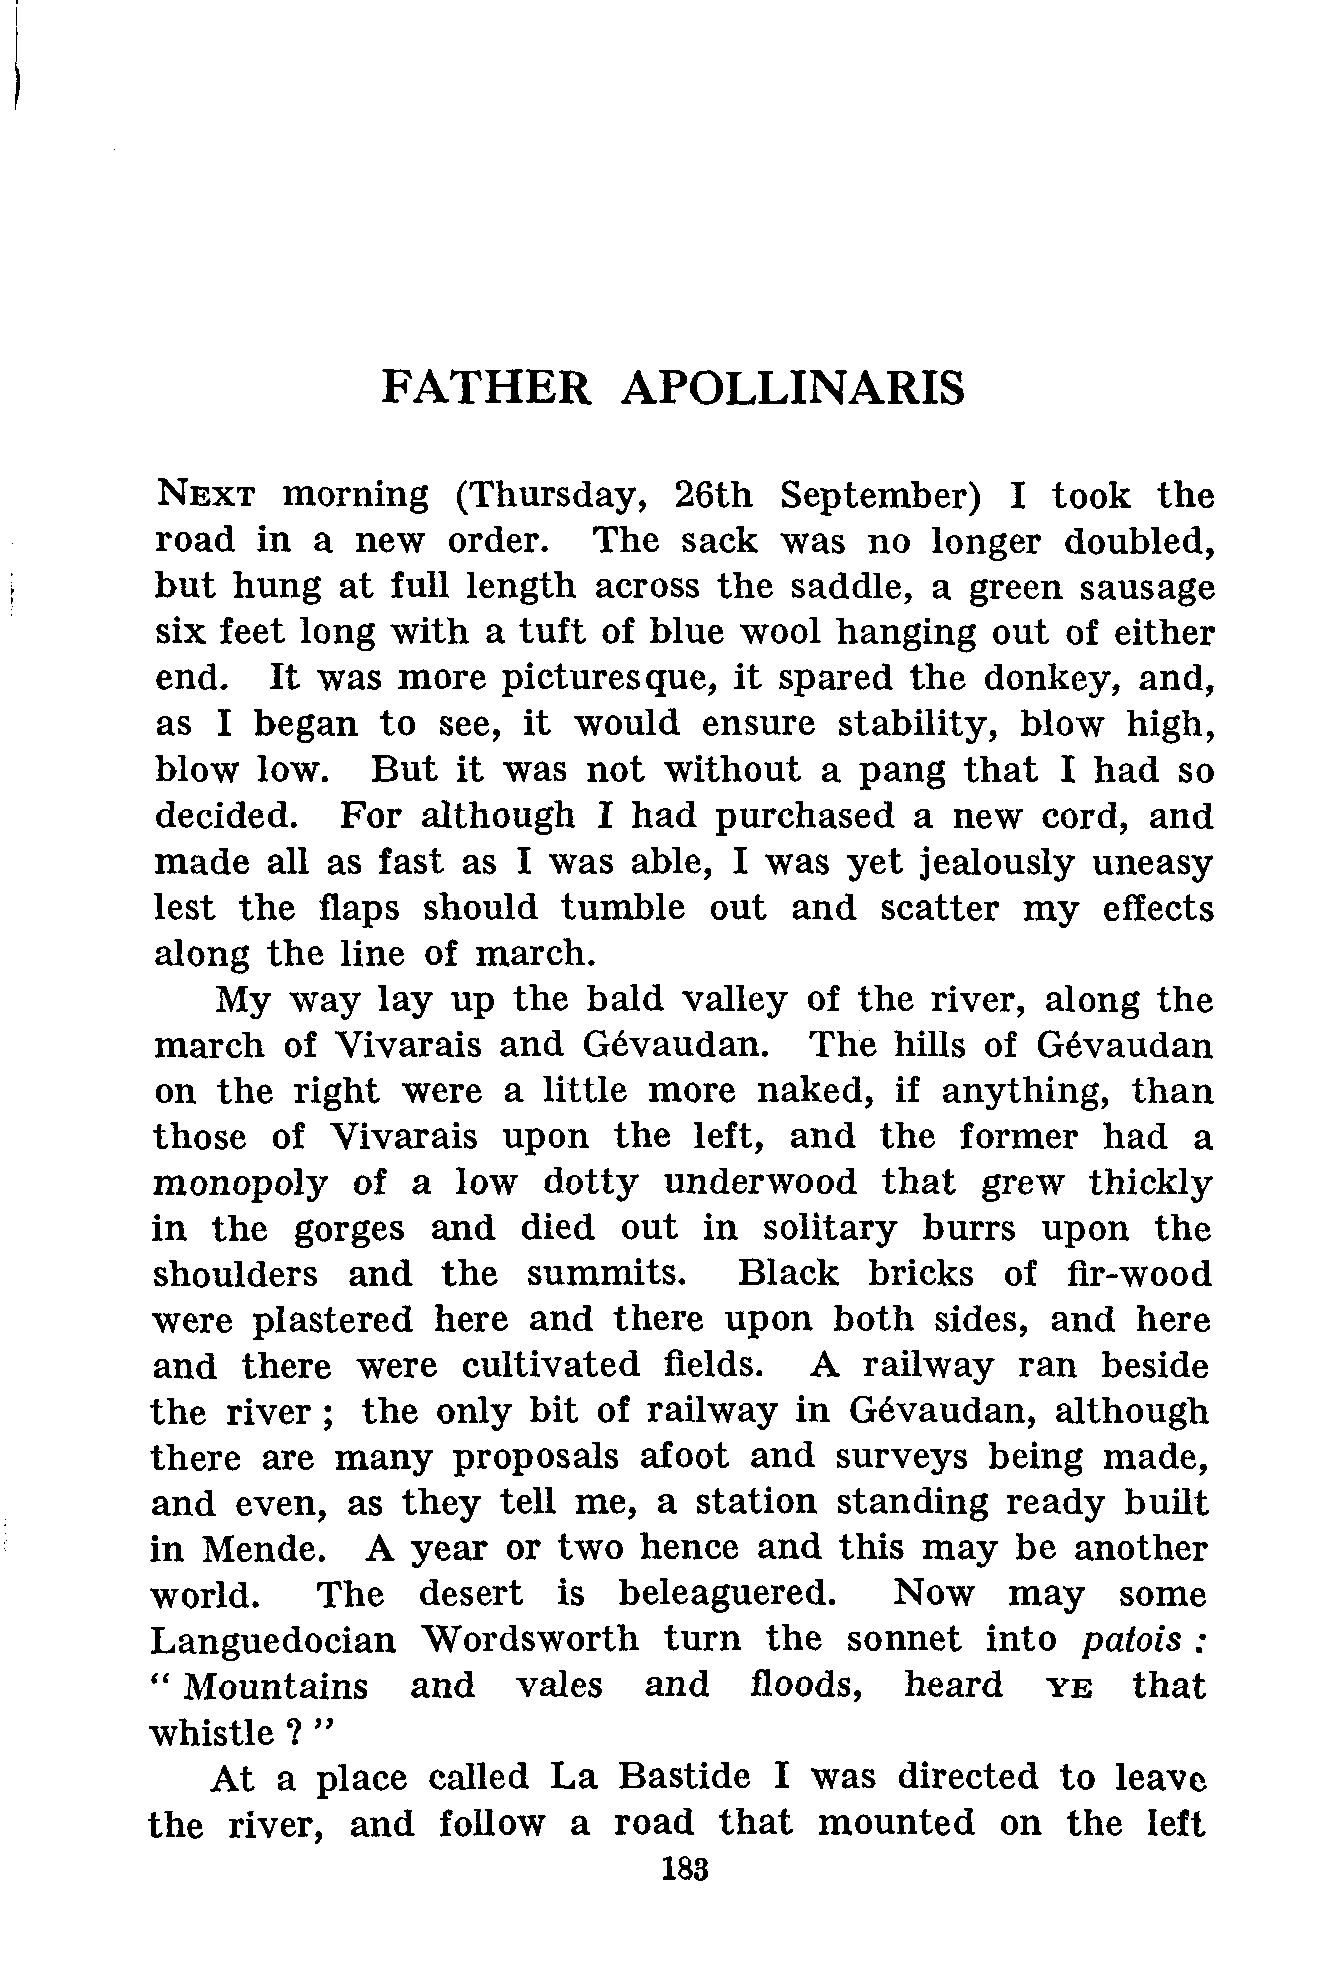 FATHER APOLLINARIS
NEXT morning (Thursday, 26th September) I took the
road in a new order. The sack was no longer doubled,
but hung at full length across the saddle, a green sausage
six feet long with a tuft of blue wool hanging out of either
end. It was more picturesque, it spared the donkey, and,
as I began to see, it would ensure stability, blow high,
blow low. But it was not without a pang that I had so
decided. For although I had purchased a new cord, and
made all as fast as I was able, I was yet jealously uneasy
lest the flaps should tumble out and scatter my effects
along the line of march.
My way lay up the bald valley of the river, along the
march of Vivarais and Gévaudan. The hills of Gévaudan
on the right were a little more naked, if anything, than
those of Vivarais upon the left, and the former had a
monopoly of a low dotty underwood that grew thickly
in the gorges and died out in solitary burrs upon the
shoulders and the summits. Black bricks of fir-wood
were plastered here and there upon both sides, and here
and there were cultivated fields. A railway ran beside
the river ; the only bit of railway in Gévaudan, although
there are many proposals afoot and surveys being made,
and even, as they tell me, a station standing ready built
in Mende. A year or two hence and this may be another
world. The desert is beleaguered. Now may some
Languedocian Wordsworth turn the sonnet into patois :
“ Mountains and vales and floods, heard YE that
whistle ? ”
At a place called La Bastide I was directed to leave
the river, and follow a road that mounted on the left
183